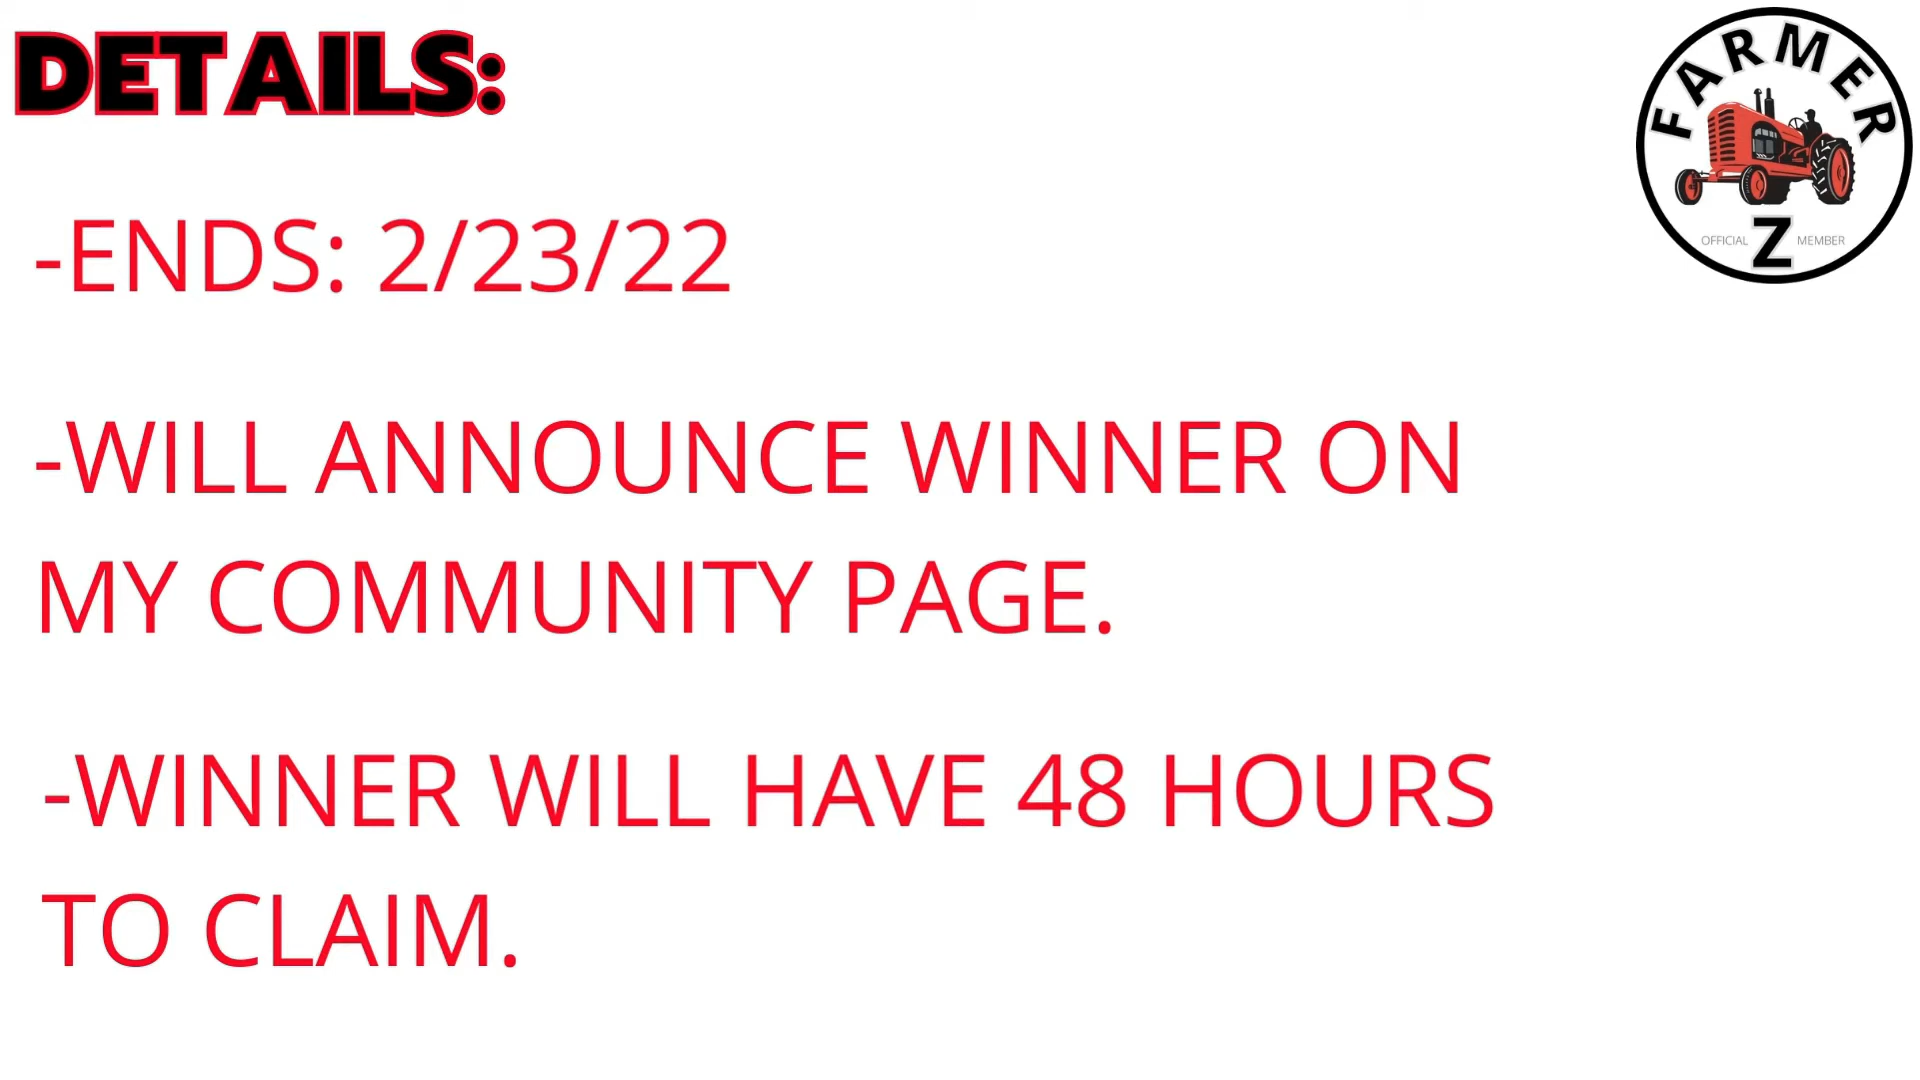 DETAILS:
FARMER
OFFICIAL Z MEMBER
-ENDS: 2/23/22
-WILL ANNOUNCE WINNER ON
MY COMMUNITY PAGE.
-WINNER WILL HAVE 48 HOURS
TO CLAIM.